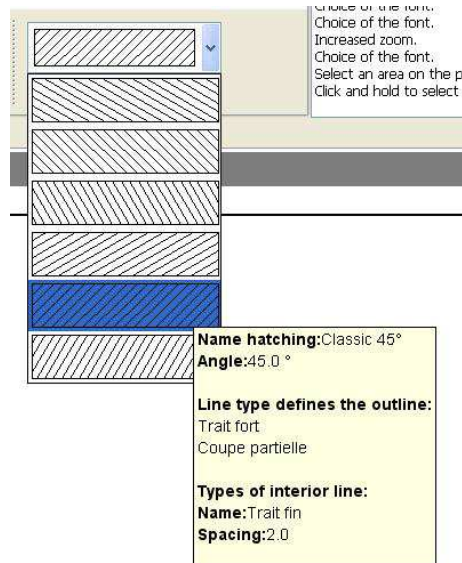 Choice of the font.
Choice of the font.
Increased zoom.
Choice of the font.
Select an area on the p
Click and hold to select
Name hatching:Classic 45°
Angle:45.0 °
Line type defines the outline:
Trait fort
Coupe partielle
Types of interior line:
Name:Trait fin
Spacing:2.0